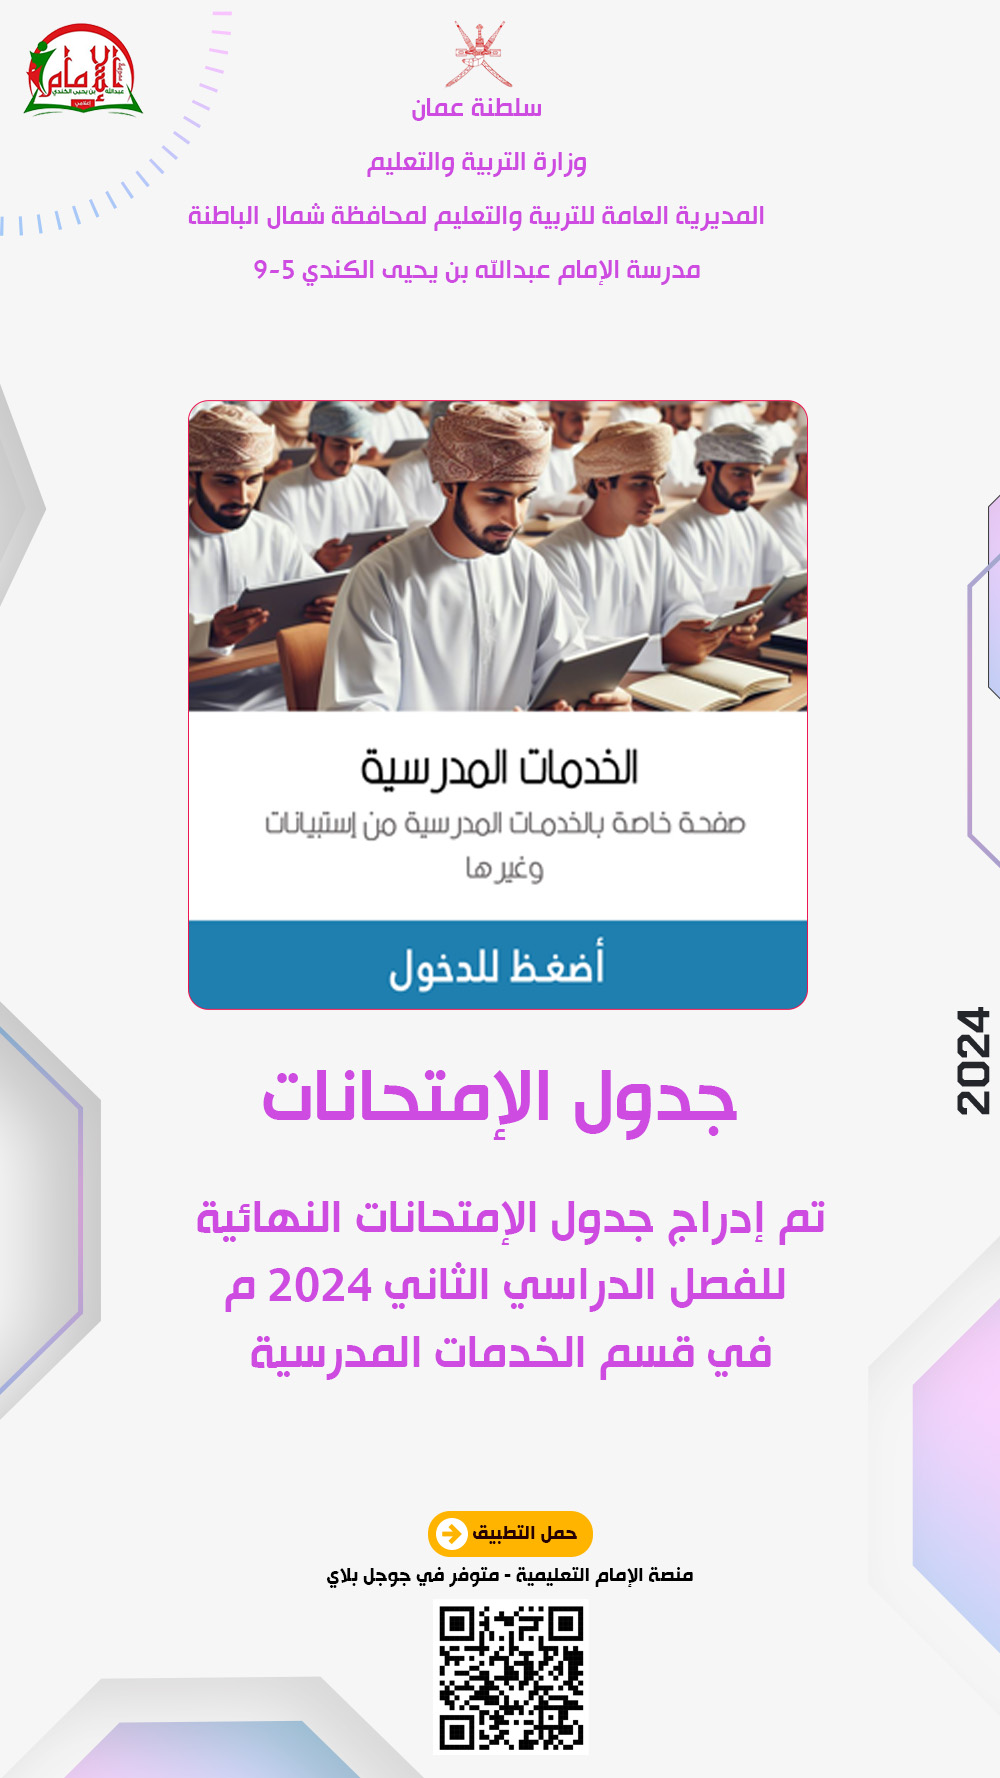 الإمام
عبدالله بن يحيى الكندي
سلطنة عمان
وزارة التربية والتعليم
المديرية العامة للتربية والتعليم لمحافظة شمال الباطنة
مدرسة الإمام عبدالله بن يحيى الكندي 5-9
الخدمات المدرسية
صفحة خاصة بالخدمات المدرسية من إستبيانات
وغيرها
أضغظ للدخول
2024
جدول الإمتحانات
تم إدراج جدول الإمتحانات النهائية
للفصل الدراسي الثاني 2024 م
في قسم الخدمات المدرسية
حمل التطبيق
منصة الإمام التعليمية - متوفر في جوجل بلاي